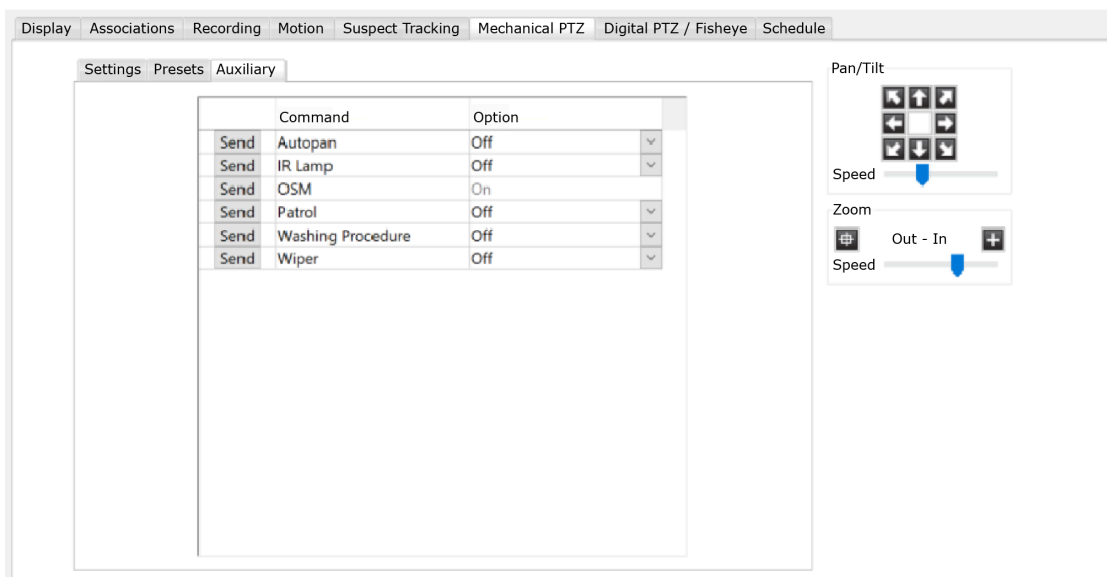 Display Associations Recording Motion Suspect Tracking Mechanical PTZ Digital PTZ / Fisheye Schedule
Settings Presets Auxiliary
Command Option
Send Autopan Off
Send IR Lamp Off
Send OSM On
Send Patrol Off
Send Washing Procedure Off
Send Wiper Off
Pan/Tilt
Speed
Zoom
Out - In
Speed